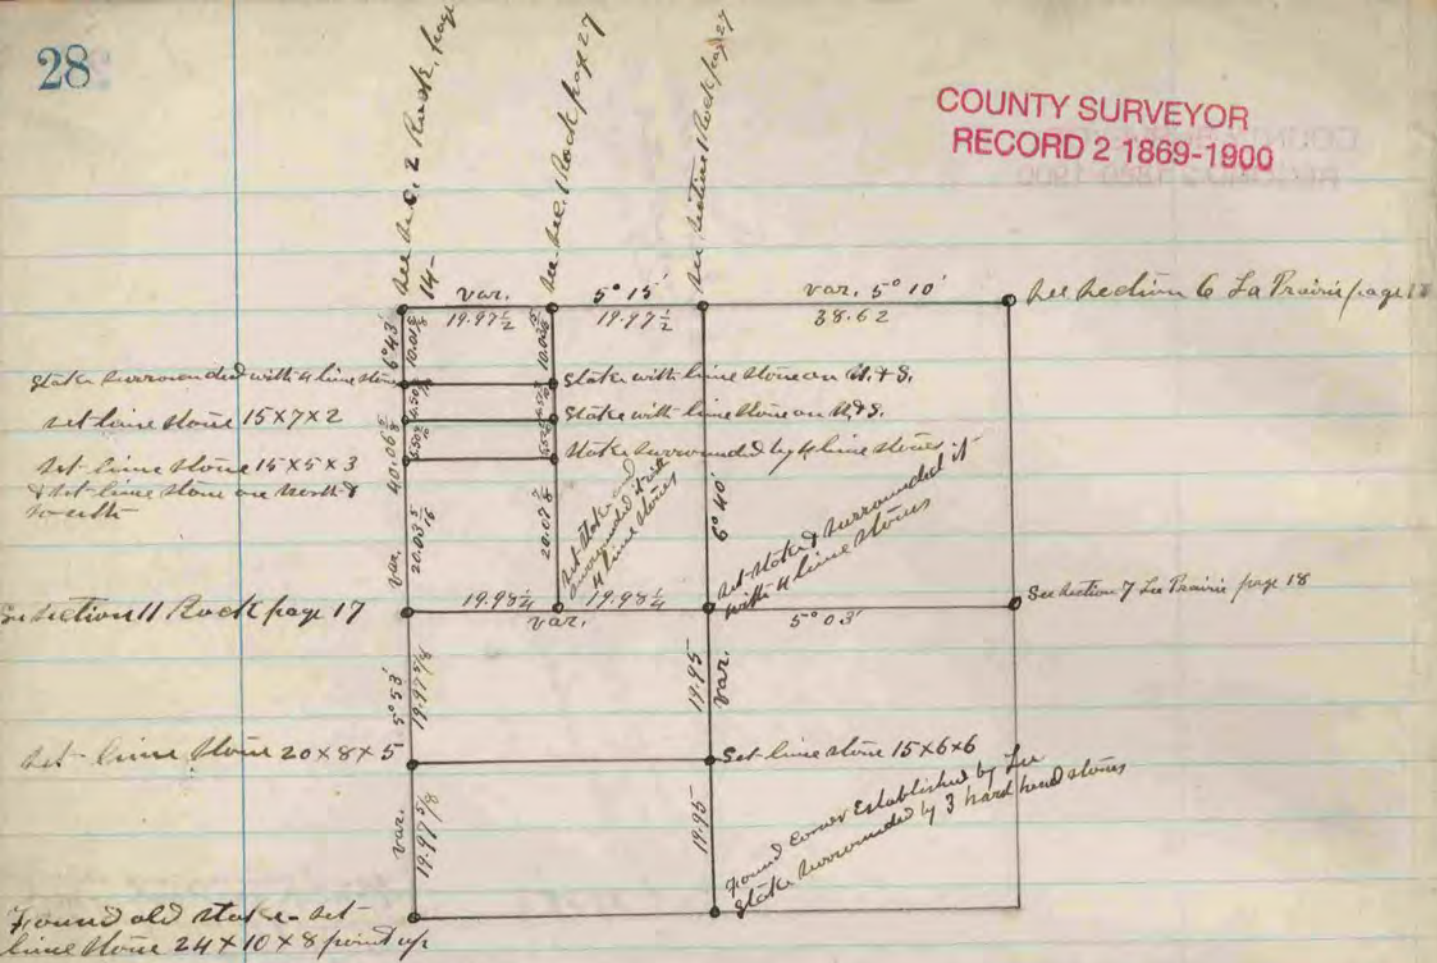 28
COUNTY SURVEYOR
RECORD 2 1869-1900
see sec. 2 Rock, page
14-
see sec. 1 Rock page 27
see section 1 Rock page 27
var. 5° 15' var. 5° 10'
19.97½ 19.97½ 38.62
See section 6 La Prairie page
6° 43'
10.01
stake surrounded with 4 lime stones
Stake with lime stone on N. & S.
set lime stone 15 x 7 x 2
Stake with lime stone on N & S.
set lime stone 15 x 5 x 3
& set lime stone on north &
south
Stake surrounded by 4 lime stones
40.06⅝
var.
20.03 5/16
20.07⅞
set stake and
surrounded it with
4 lime stones
6° 40'
set stake & surrounded it
with 4 lime stones
See section 11 Rock page 17
19.98¼ 19.98¼
var. 5° 03'
See section 7 La Prairie page 18
5° 53'
19.97 5/8
19.95
var.
set lime stone 20 x 8 x 5
Set lime stone 15 x 6 x 6
var.
19.97 5/8
19.95
Found corner Established by Lee
stake surrounded by 3 hard head stones
Found old stake - set
lime stone 24 x 10 x 8 point up